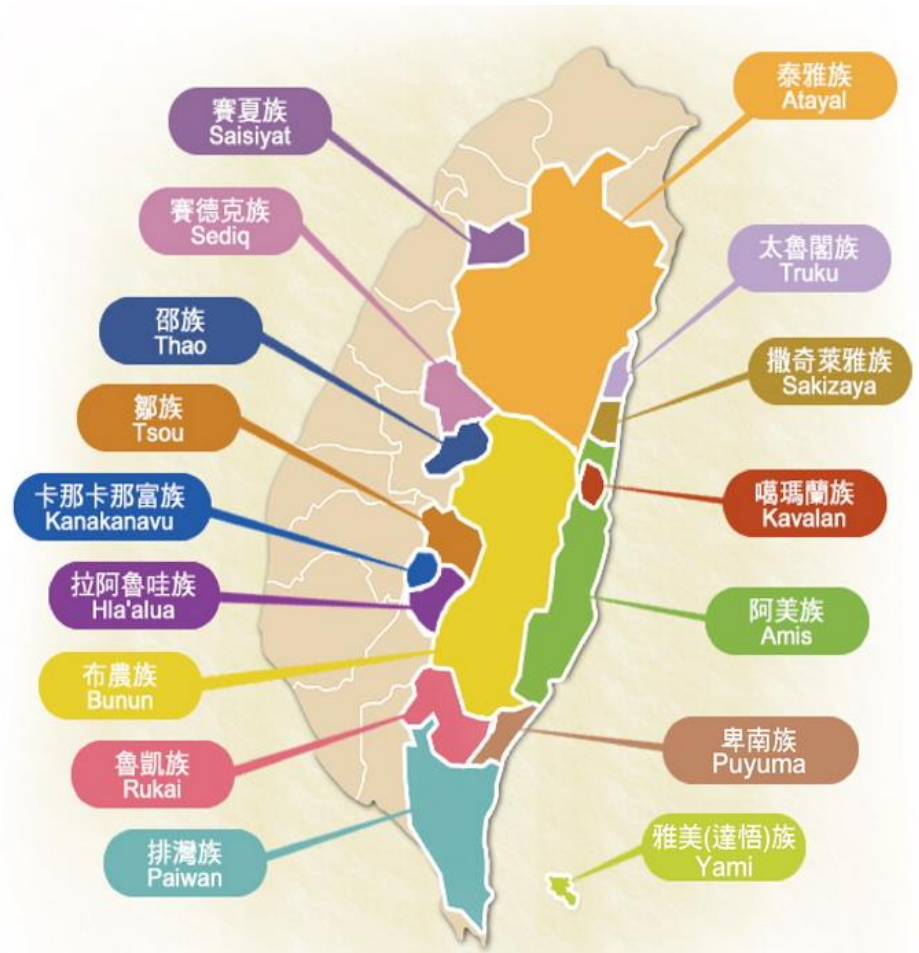 賽夏族
Saisiyat
賽德克族
Sediq
邵族
Thao
鄒族
Tsou
卡那卡那富族
Kanakanavu
拉阿魯哇族
Hla'alua
布農族
Bunun
魯凱族
Rukai
排灣族
Paiwan
泰雅族
Atayal
太魯閣族
Truku
撒奇萊雅族
Sakizaya
噶瑪蘭族
Kavalan
阿美族
Amis
卑南族
Puyuma
雅美(達悟)族
Yami